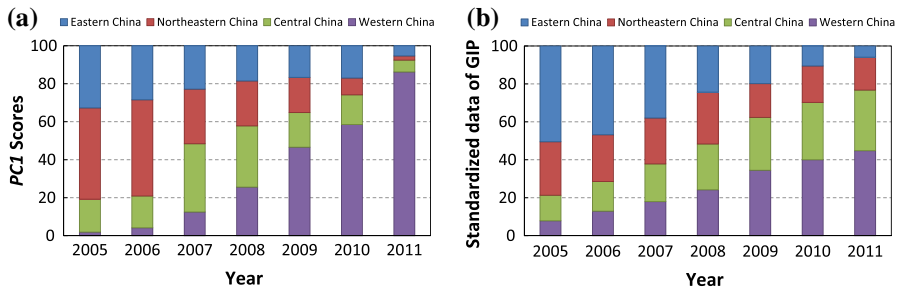 (a)
Eastern China Northeastern China Central China Western China
PC1 Scores
100
80
60
40
20
0
2005 2006 2007 2008 2009 2010 2011
Year
(b)
Eastern China Northeastern China Central China Western China
Standardized data of GIP
100
80
60
40
20
0
2005 2006 2007 2008 2009 2010 2011
Year